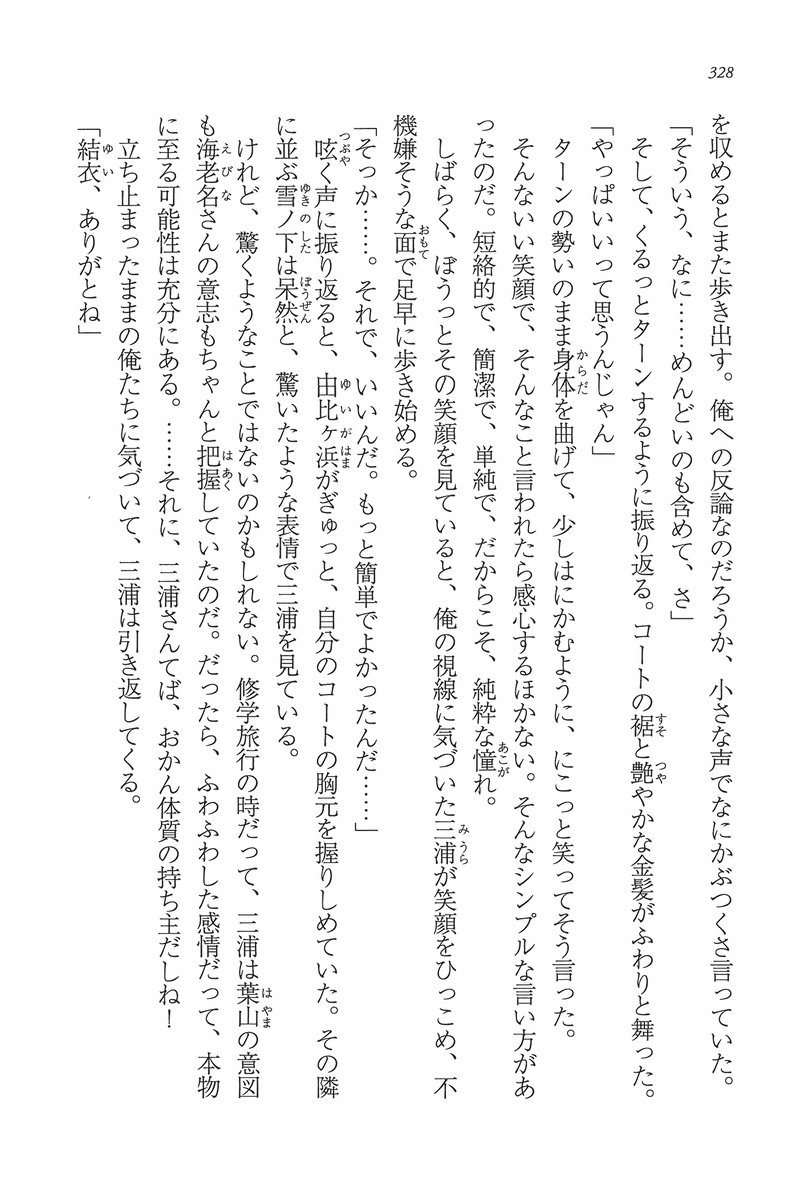 328
を収めるとまた歩き出す。俺への反論なのだろうか、小さな声でなにかぶつくさ言っていた。
「そういう、なに……めんどいのも含めて、さ」
そして、くるっとターンするように振り返る。コートの裾と艶やかな金髪がふわりと舞った。
「やっぱいいって思うんじゃん」
ターンの勢いのまま身体を曲げて、少しはにかむように、にこっと笑ってそう言った。
そんないい笑顔で、そんなこと言われたら感心するほかない。そんなシンプルな言い方があ
ったのだ。短絡的で、簡潔で、単純で、だからこそ、純粋な憧れ。
しばらく、ぼうっとその笑顔を見ていると、俺の視線に気づいた三浦が笑顔をひっこめ、不
機嫌そうな面で足早に歩き始める。
「そっか……。それで、いいんだ。もっと簡単でよかったんだ……」
呟く声に振り返ると、由比ヶ浜がぎゅっと、自分のコートの胸元を握りしめていた。その隣
に並ぶ雪ノ下は呆然と、驚いたような表情で三浦を見ている。
けれど、驚くようなことではないのかもしれない。修学旅行の時だって、三浦は葉山の意図
も海老名さんの意志もちゃんと把握していたのだ。だったら、ふわふわした感情だって、本物
に至る可能性は充分にある。……それに、三浦さんてば、おかん体質の持ち主だしね！
立ち止まったままの俺たちに気づいて、三浦は引き返してくる。
「結衣、ありがとね」